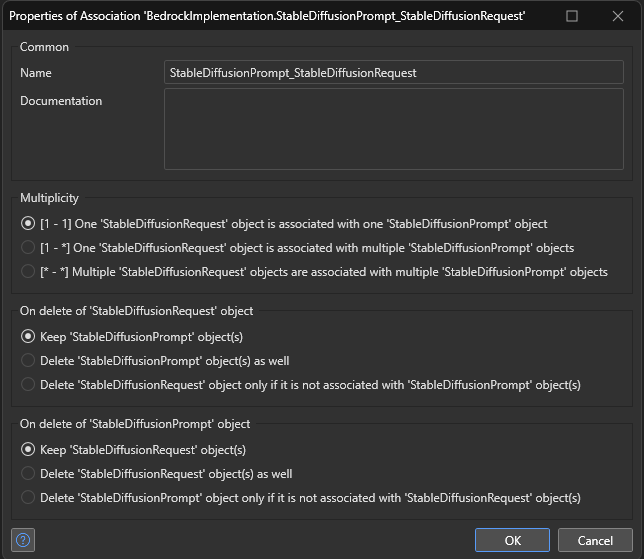 Properties of Association 'BedrockImplementation.StableDiffusionPrompt_StableDiffusionRequest'
Common
Name
StableDiffusionPrompt_StableDiffusionRequest
Documentation
Multiplicity
[1 - 1] One 'StableDiffusionRequest' object is associated with one 'StableDiffusionPrompt' object
[1 - *] One 'StableDiffusionRequest' object is associated with multiple 'StableDiffusionPrompt' objects
[* - *] Multiple 'StableDiffusionRequest' objects are associated with multiple 'StableDiffusionPrompt' objects
On delete of 'StableDiffusionRequest' object
Keep 'StableDiffusionPrompt' object(s)
Delete 'StableDiffusionPrompt' object(s) as well
Delete 'StableDiffusionRequest' object only if it is not associated with 'StableDiffusionPrompt' object(s)
On delete of 'StableDiffusionPrompt' object
Keep 'StableDiffusionRequest' object(s)
Delete 'StableDiffusionRequest' object(s) as well
Delete 'StableDiffusionPrompt' object only if it is not associated with 'StableDiffusionRequest' object(s)
?
OK
Cancel